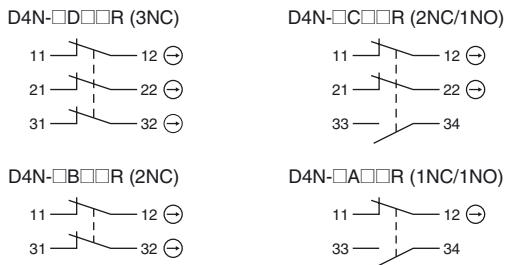 D4N-□D□□R (3NC)
11 12
21 22
31 32
D4N-□C□□R (2NC/1NO)
11 12
21 22
33 34
D4N-□B□□R (2NC)
11 12
31 32
D4N-□A□□R (1NC/1NO)
11 12
33 34